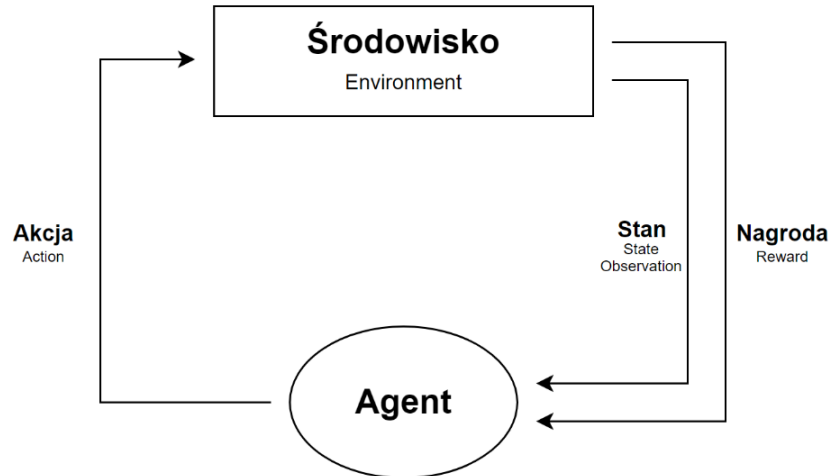 Środowisko
Environment
Akcja
Action
Stan
State
Observation
Nagroda
Reward
Agent